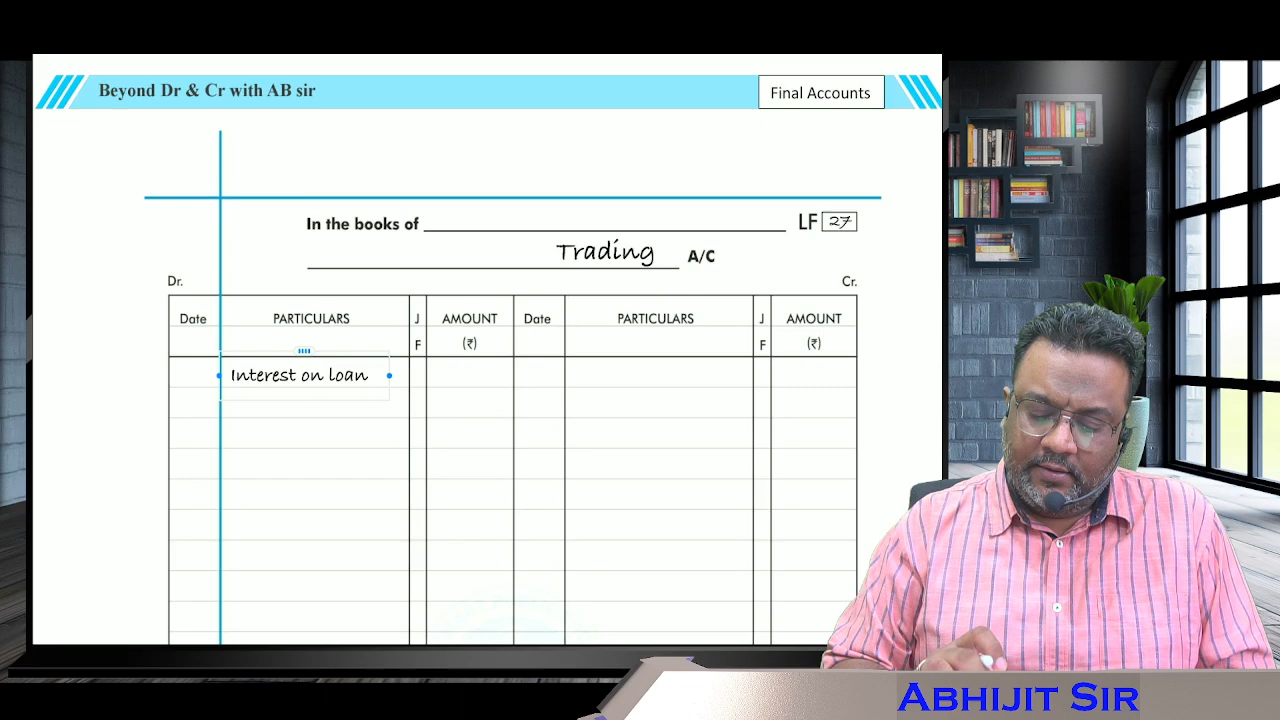 Beyond Dr & Cr with AB sir
Final Accounts
In the books of
LF 27
Trading A/C
Dr. Cr.
Date PARTICULARS J F AMOUNT (₹) Date PARTICULARS J F AMOUNT (₹)
Interest on loan
Abhijit Sir